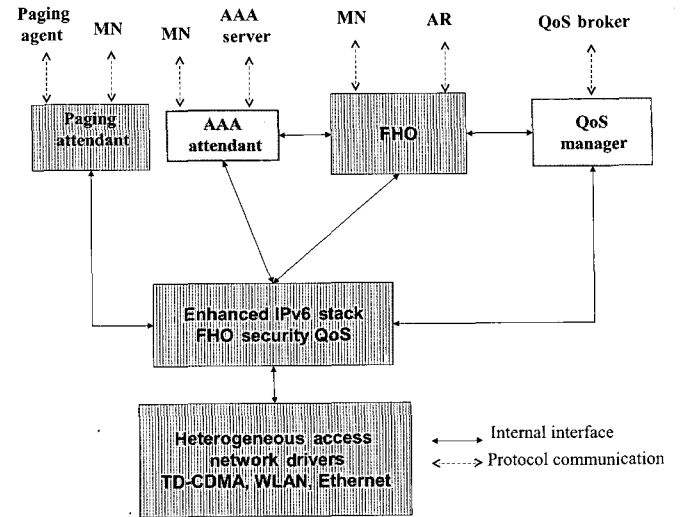 Paging
agent
MN
MN
AAA
server
MN
AR
QoS broker
Paging
attendant
AAA
attendant
FHO
QoS
manager
Enhanced IPv6 stack
FHO security QoS
Heterogeneous access
network drivers
TD-CDMA, WLAN, Ethernet
Internal interface
Protocol communication